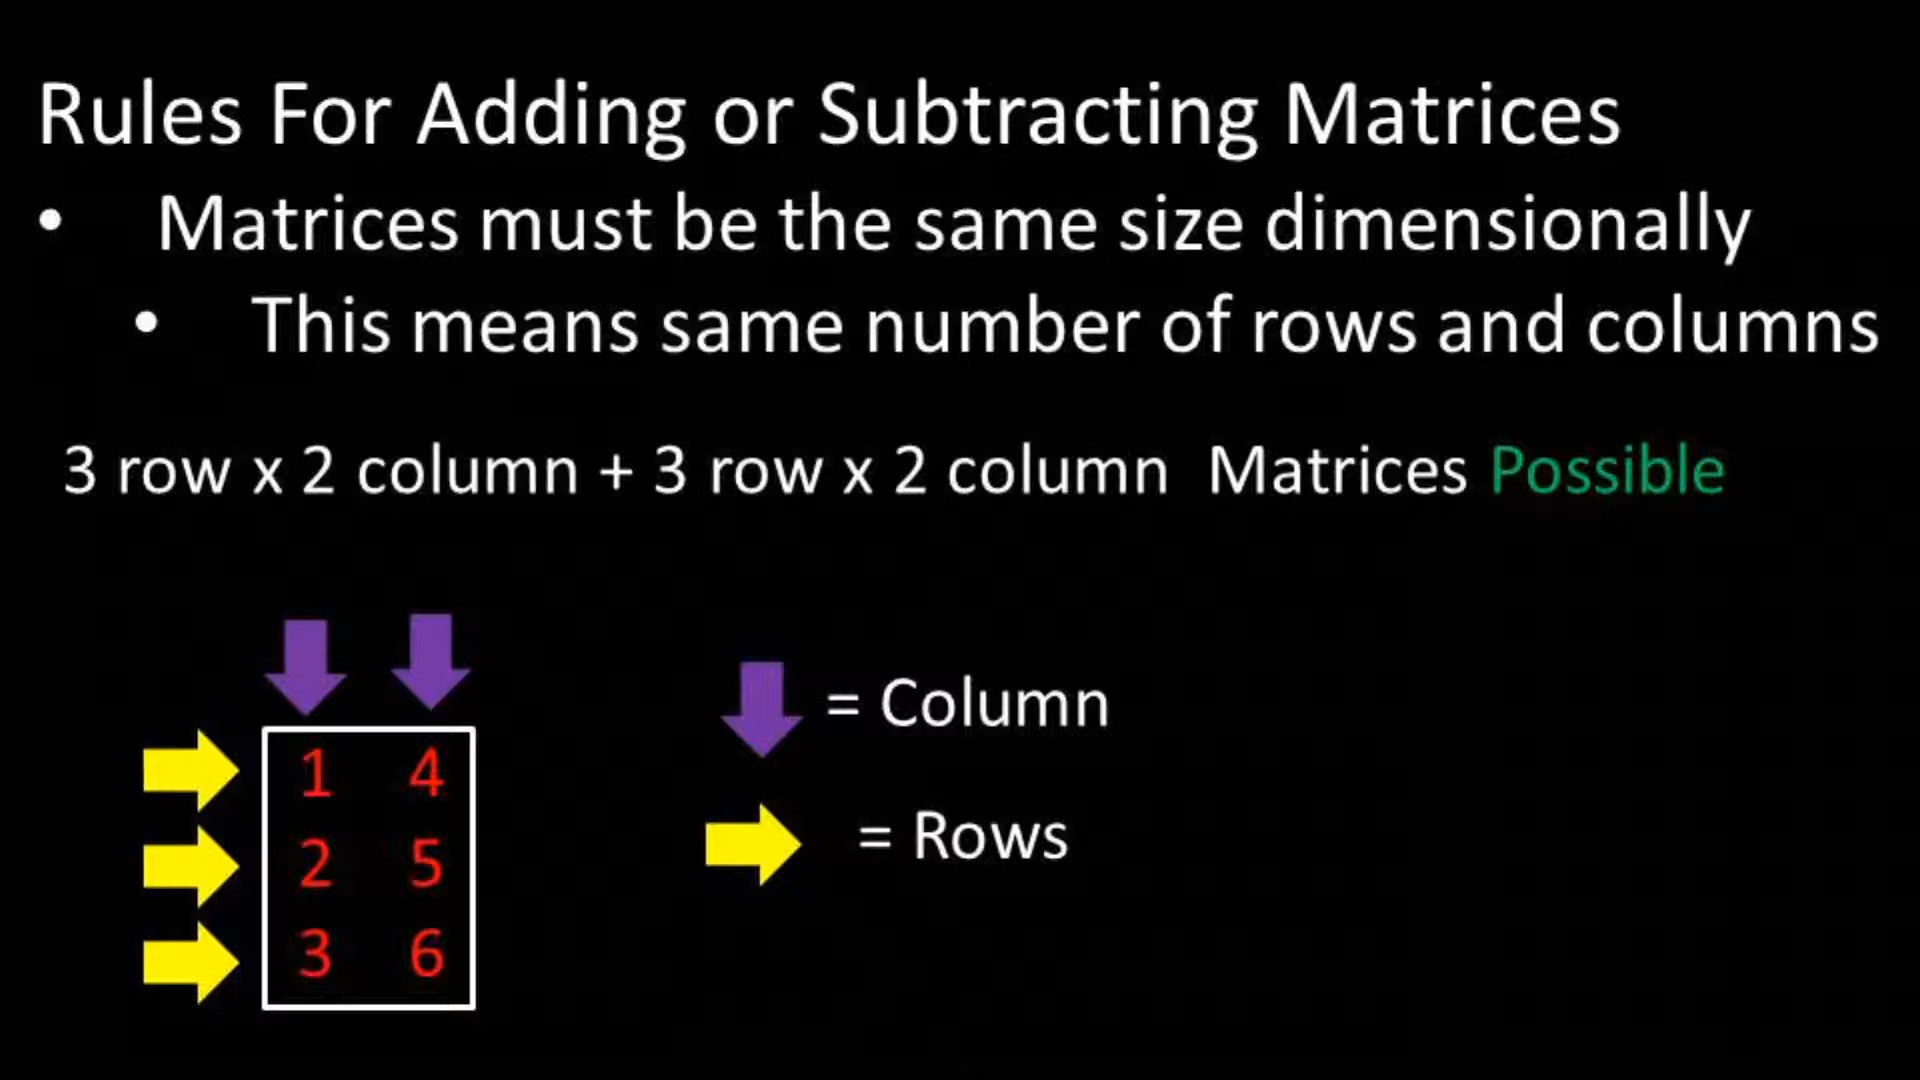 Rules For Adding or Subtracting Matrices
• Matrices must be the same size dimensionally
• This means same number of rows and columns
3 row x 2 column + 3 row x 2 column Matrices Possible
= Column
1 4
= Rows
2 5
3 6